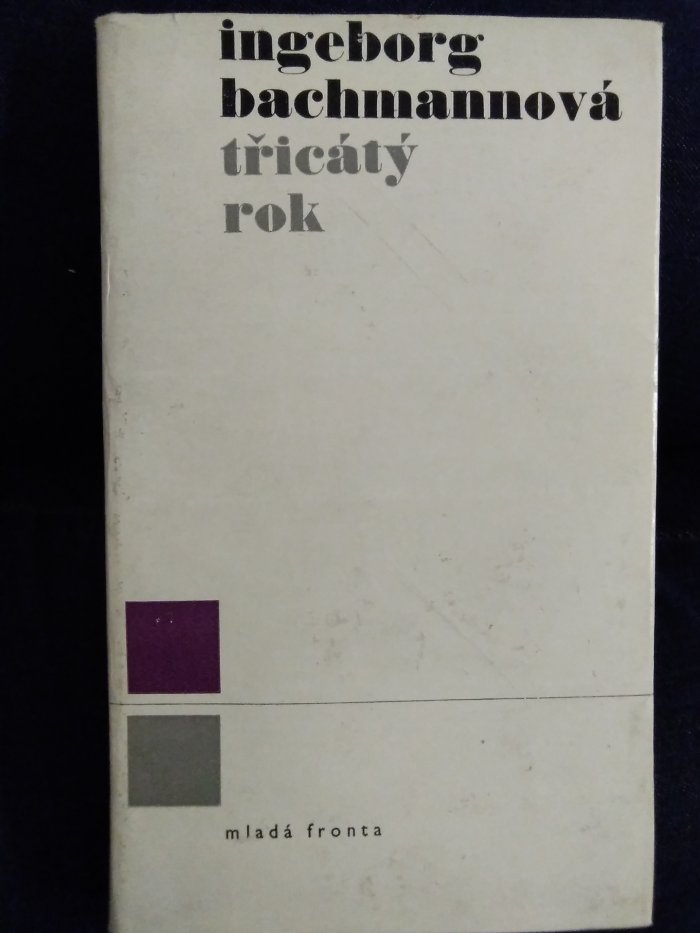 ingeborg
bachmannová
třicátý
rok
mladá fronta